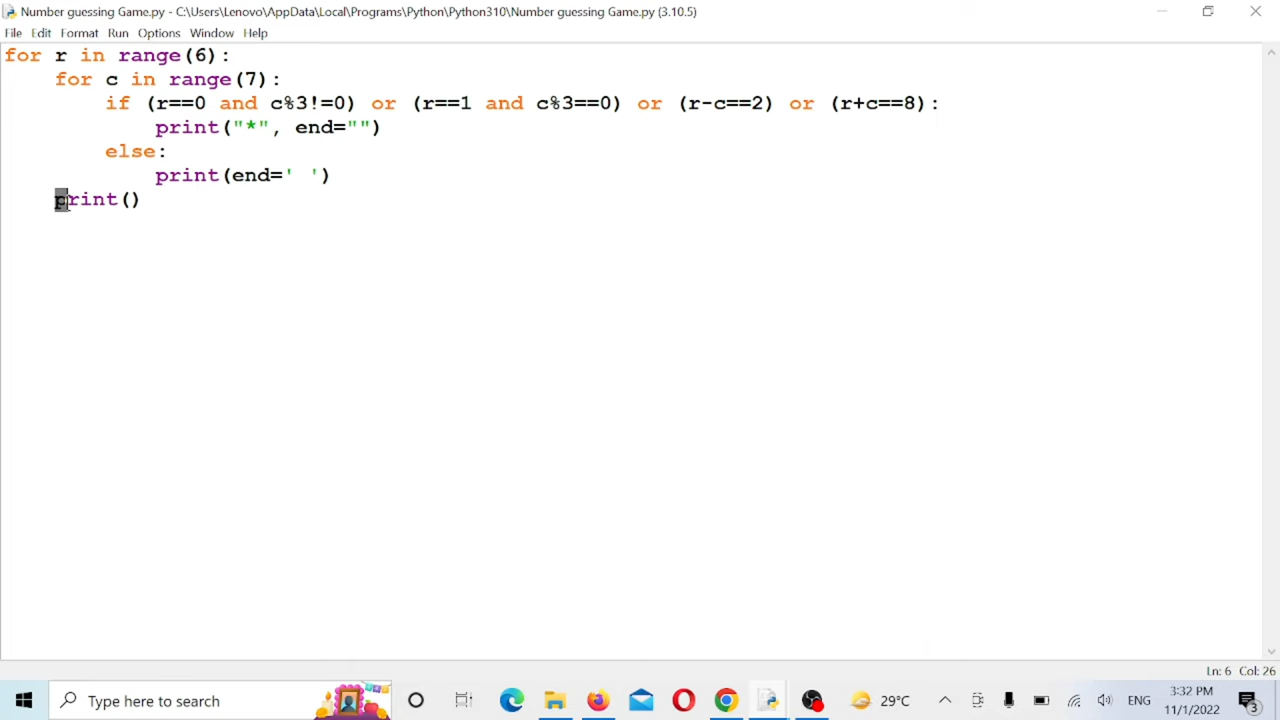 Number guessing Game.py - C:\Users\Lenovo\AppData\Local\Programs\Python\Python310\Number guessing Game.py (3.10.5)
File Edit Format Run Options Window Help
for r in range(6):
    for c in range(7):
        if (r==0 and c%3!=0) or (r==1 and c%3==0) or (r-c==2) or (r+c==8):
            print("*", end="")
        else:
            print(end=' ')
    print()
Ln: 6 Col: 26
Type here to search
29°C
ENG
3:32 PM
11/1/2022
3